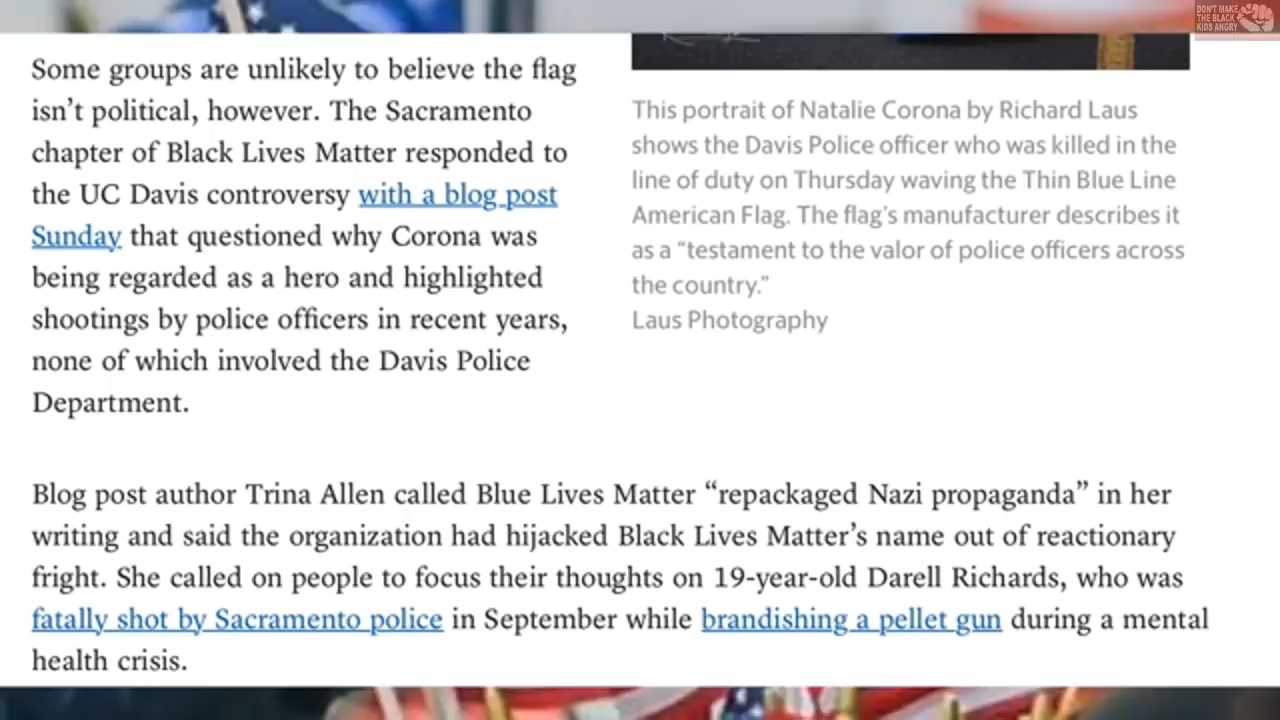 DON'T MAKE
THE BLACK
KIDS ANGRY
Some groups are unlikely to believe the flag
isn’t political, however. The Sacramento
chapter of Black Lives Matter responded to
the UC Davis controversy with a blog post
Sunday that questioned why Corona was
being regarded as a hero and highlighted
shootings by police officers in recent years,
none of which involved the Davis Police
Department.
This portrait of Natalie Corona by Richard Laus
shows the Davis Police officer who was killed in the
line of duty on Thursday waving the Thin Blue Line
American Flag. The flag’s manufacturer describes it
as a “testament to the valor of police officers across
the country.”
Laus Photography
Blog post author Trina Allen called Blue Lives Matter “repackaged Nazi propaganda” in her
writing and said the organization had hijacked Black Lives Matter’s name out of reactionary
fright. She called on people to focus their thoughts on 19-year-old Darell Richards, who was
fatally shot by Sacramento police in September while brandishing a pellet gun during a mental
health crisis.